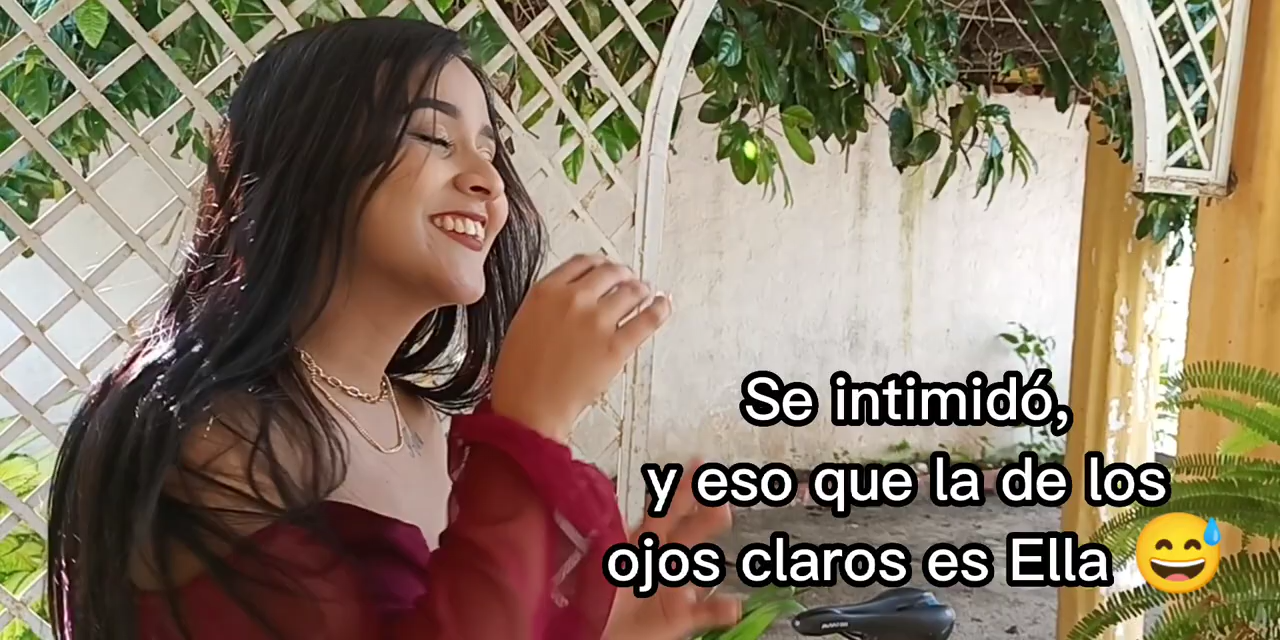 Se intimidó,
y eso que la de los
ojos claros es Ella 😅